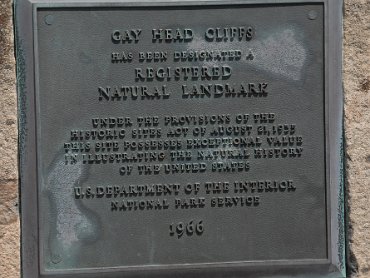 GAY HEAD CLIFFS
HAS BEEN DESIGNATED A
REGISTERED
NATURAL LANDMARK
UNDER THE PROVISIONS OF THE
HISTORIC SITES ACT OF AUGUST 21, 1935
THIS SITE POSSESSES EXCEPTIONAL VALUE
IN ILLUSTRATING THE NATURAL HISTORY
OF THE UNITED STATES
U.S. DEPARTMENT OF THE INTERIOR
NATIONAL PARK SERVICE
1966